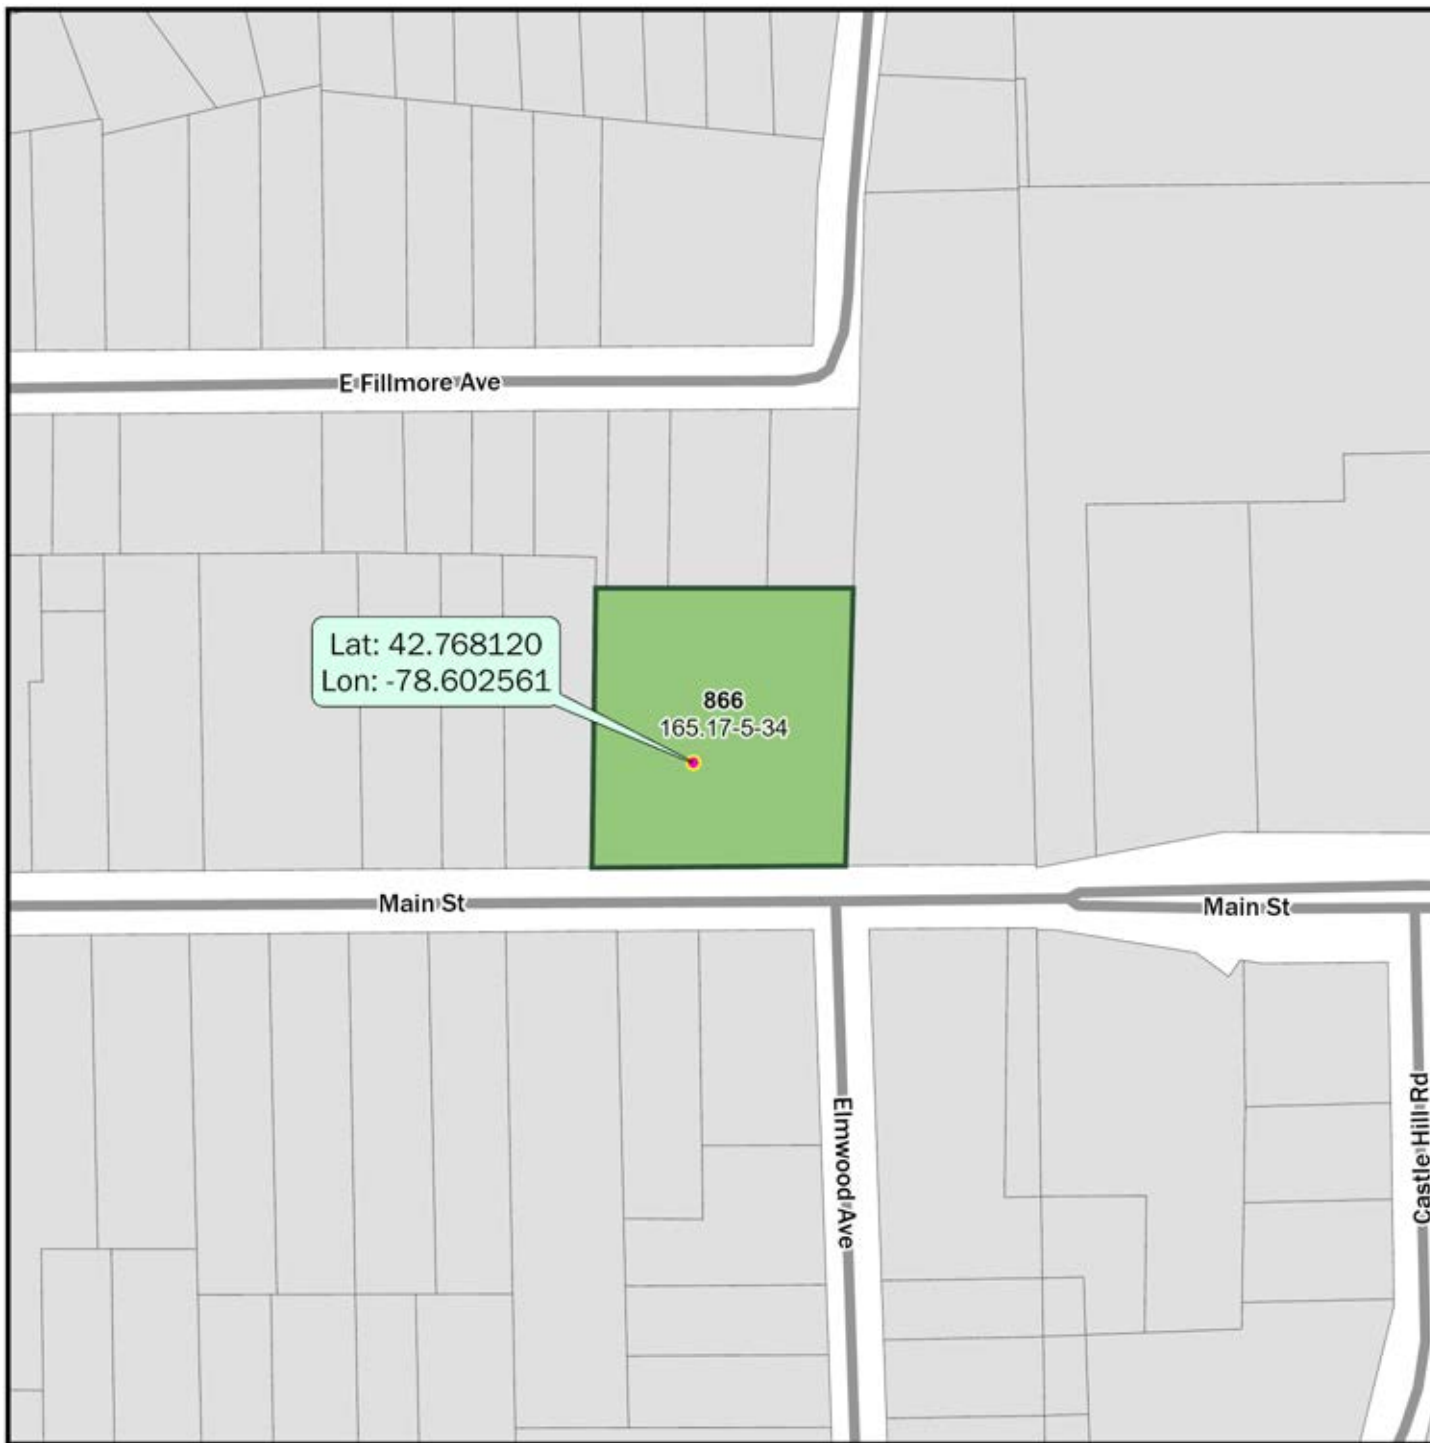 E Fillmore Ave
Lat: 42.768120
Lon: -78.602561
866
165.17-5-34
Main St
Main St
Elmwood Ave
Castle Hill Rd